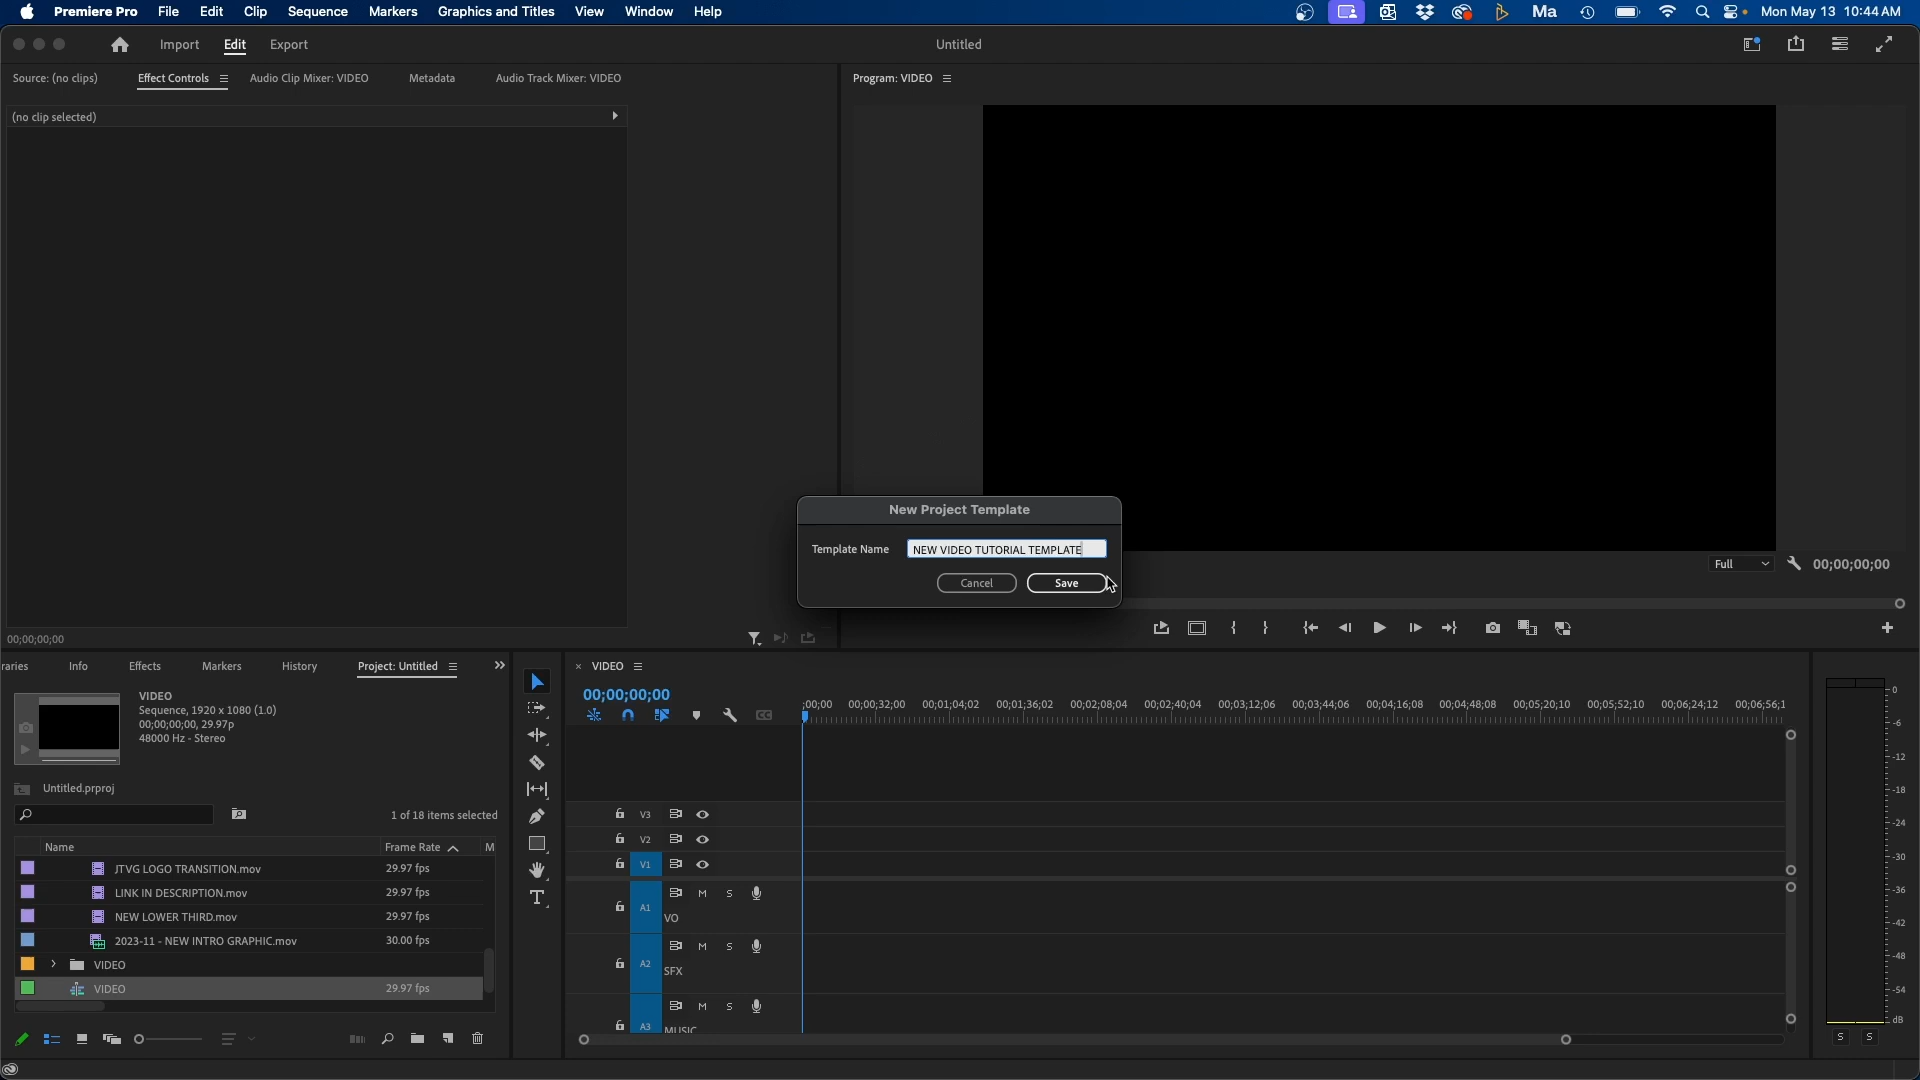 Premiere Pro File Edit Clip Sequence Markers Graphics and Titles View Window Help Ma Mon May 13 10:44 AM
Import Edit Export Untitled
Source: (no clips) Effect Controls Audio Clip Mixer: VIDEO Metadata Audio Track Mixer: VIDEO Program: VIDEO
(no clip selected)
New Project Template
Template Name NEW VIDEO TUTORIAL TEMPLATE
Cancel Save
Full 00;00;00;00
00;00;00;00
raries Info Effects Markers History Project: Untitled
VIDEO
Sequence, 1920 x 1080 (1.0)
00;00;00;00, 29.97p
48000 Hz - Stereo
Untitled.prproj
1 of 18 items selected
Name Frame Rate M
JTVG LOGO TRANSITION.mov 29.97 fps
LINK IN DESCRIPTION.mov 29.97 fps
NEW LOWER THIRD.mov 29.97 fps
2023-11 - NEW INTRO GRAPHIC.mov 30.00 fps
VIDEO
VIDEO 29.97 fps
VIDEO
00;00;00;00
;00;00 00;00;32;00 00;01;04;02 00;01;36;02 00;02;08;04 00;02;40;04 00;03;12;06 00;03;44;06 00;04;16;08 00;04;48;08 00;05;20;10 00;05;52;10 00;06;24;12 00;06;56;1
CC
V3
V2
V1
A1 M S
VO
A2 M S
SFX
A3 M S
MUSIC
0
-6
-12
-18
-24
-30
-36
-42
-48
-54
dB
S S